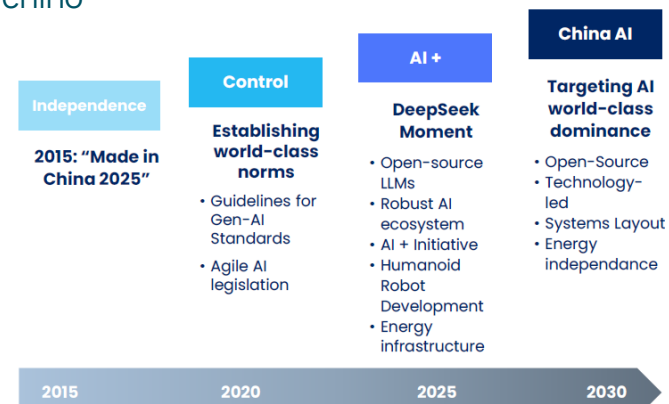 chino
Independence
2015: “Made in
China 2025”
Control
Establishing
world-class
norms
• Guidelines for
Gen-AI
Standards
• Agile AI
legislation
AI +
DeepSeek
Moment
• Open-source
LLMs
• Robust AI
ecosystem
• AI + Initiative
• Humanoid
Robot
Development
• Energy
infrastructure
China AI
Targeting AI
world-class
dominance
• Open-Source
• Technology-
led
• Systems Layout
• Energy
independance
2015
2020
2025
2030